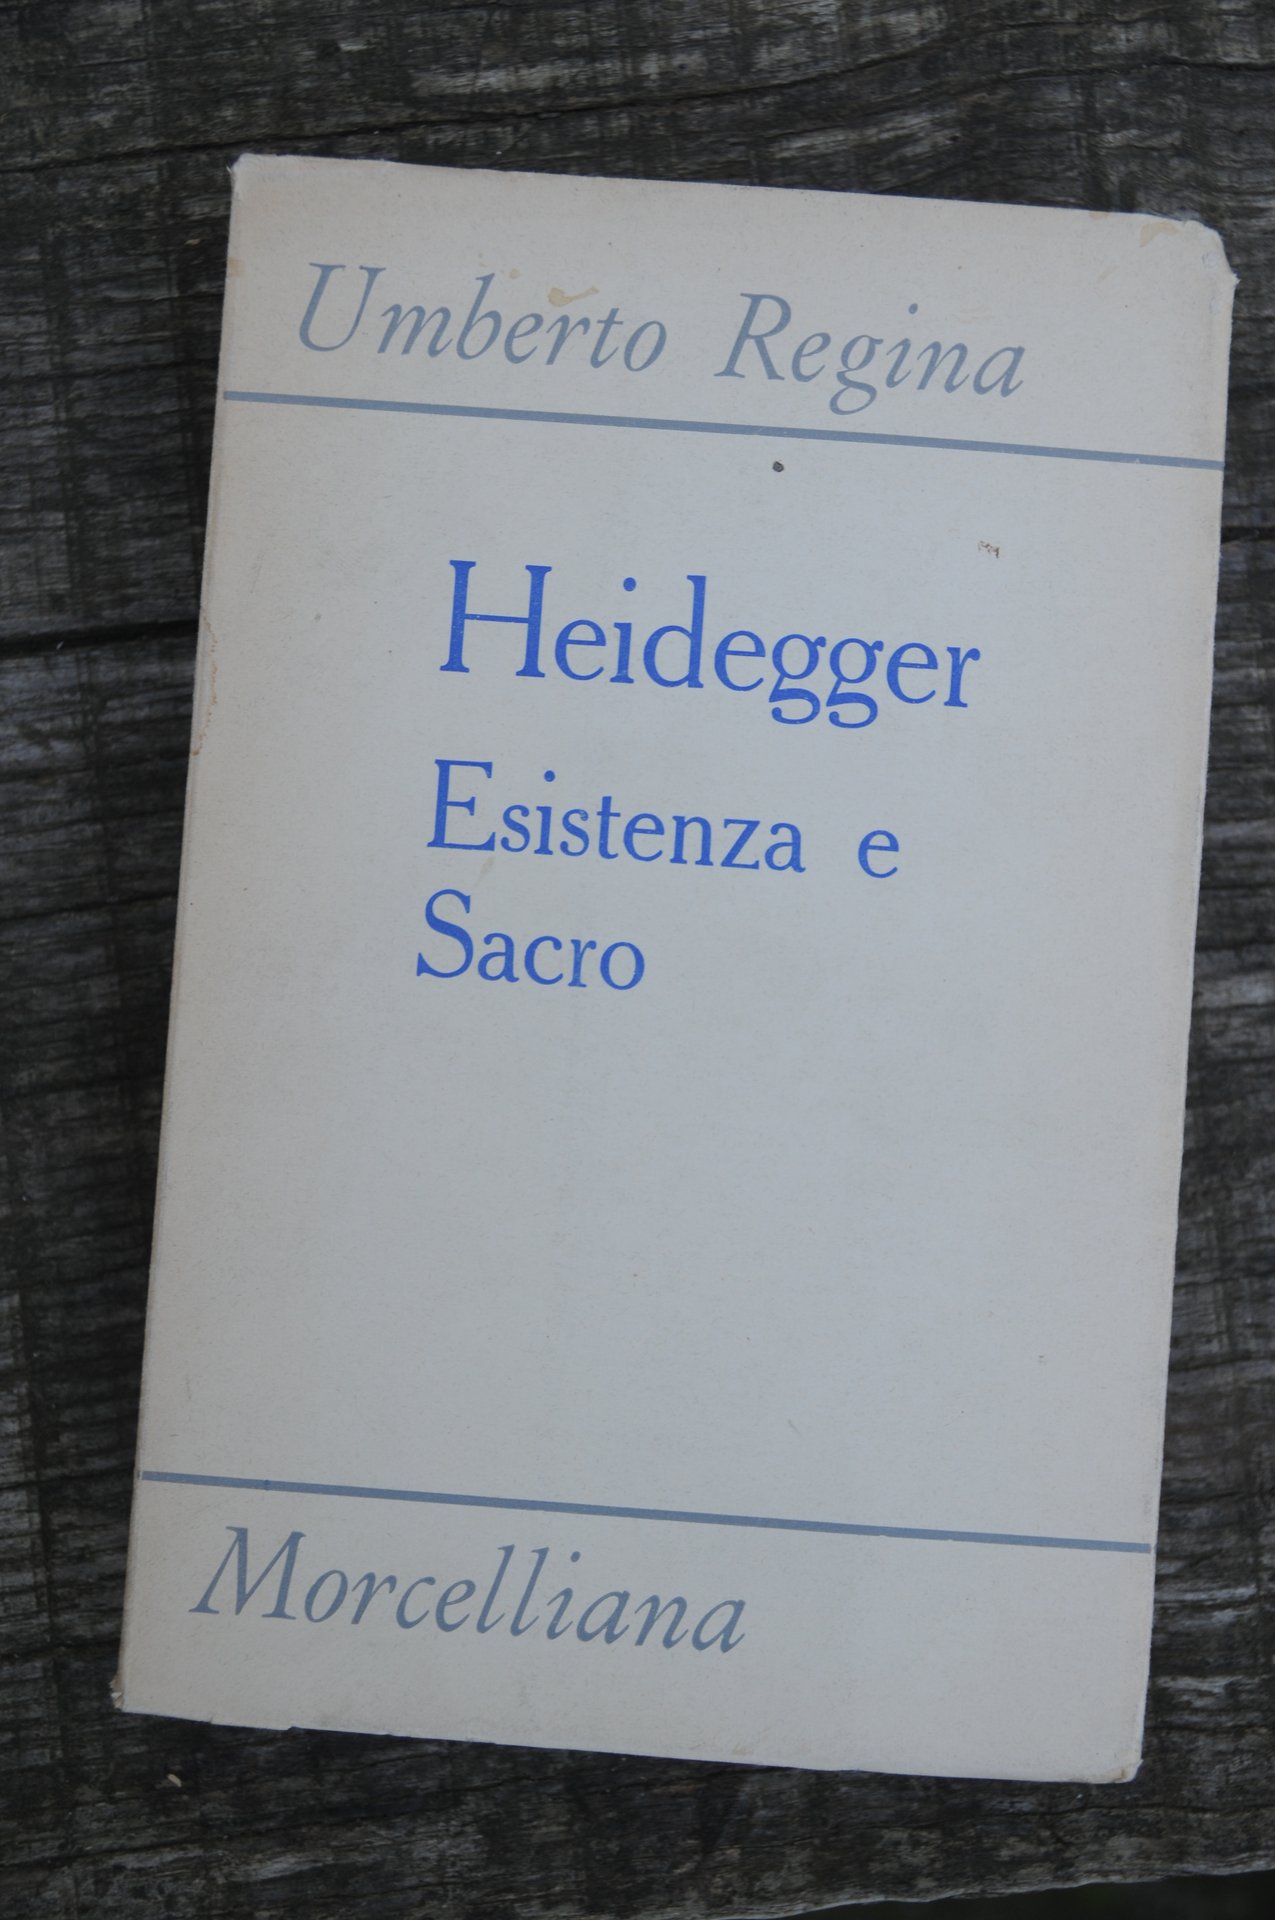 Umberto Regina
Heidegger
Esistenza e
Sacro
Morcelliana